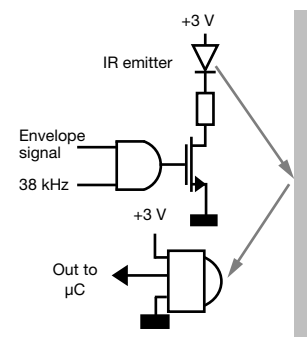 +3 V
IR emitter
Envelope
signal
38 kHz
+3 V
Out to
µC